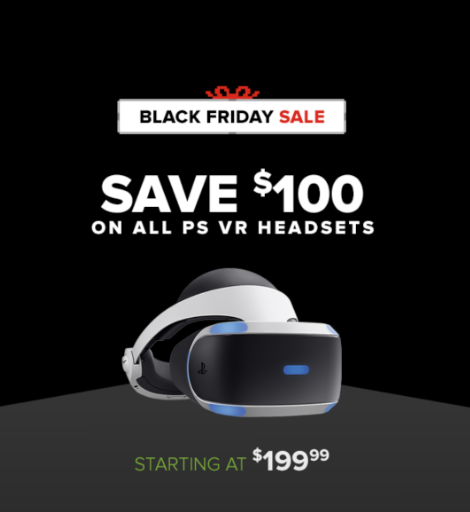 BLACK FRIDAY SALE
SAVE $100
ON ALL PS VR HEADSETS
STARTING AT $199⁹⁹